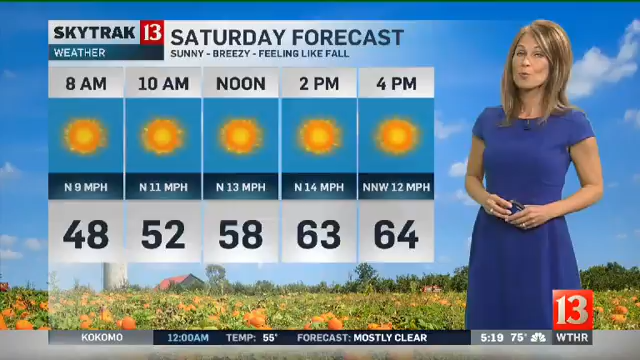 SKYTRAK 13
WEATHER
SATURDAY FORECAST
SUNNY - BREEZY - FEELING LIKE FALL
8 AM 10 AM NOON 2 PM 4 PM
N 9 MPH N 11 MPH N 13 MPH N 14 MPH NNW 12 MPH
48 52 58 63 64
13
KOKOMO 12:00AM TEMP: 55° FORECAST: MOSTLY CLEAR 5:19 75° WTHR